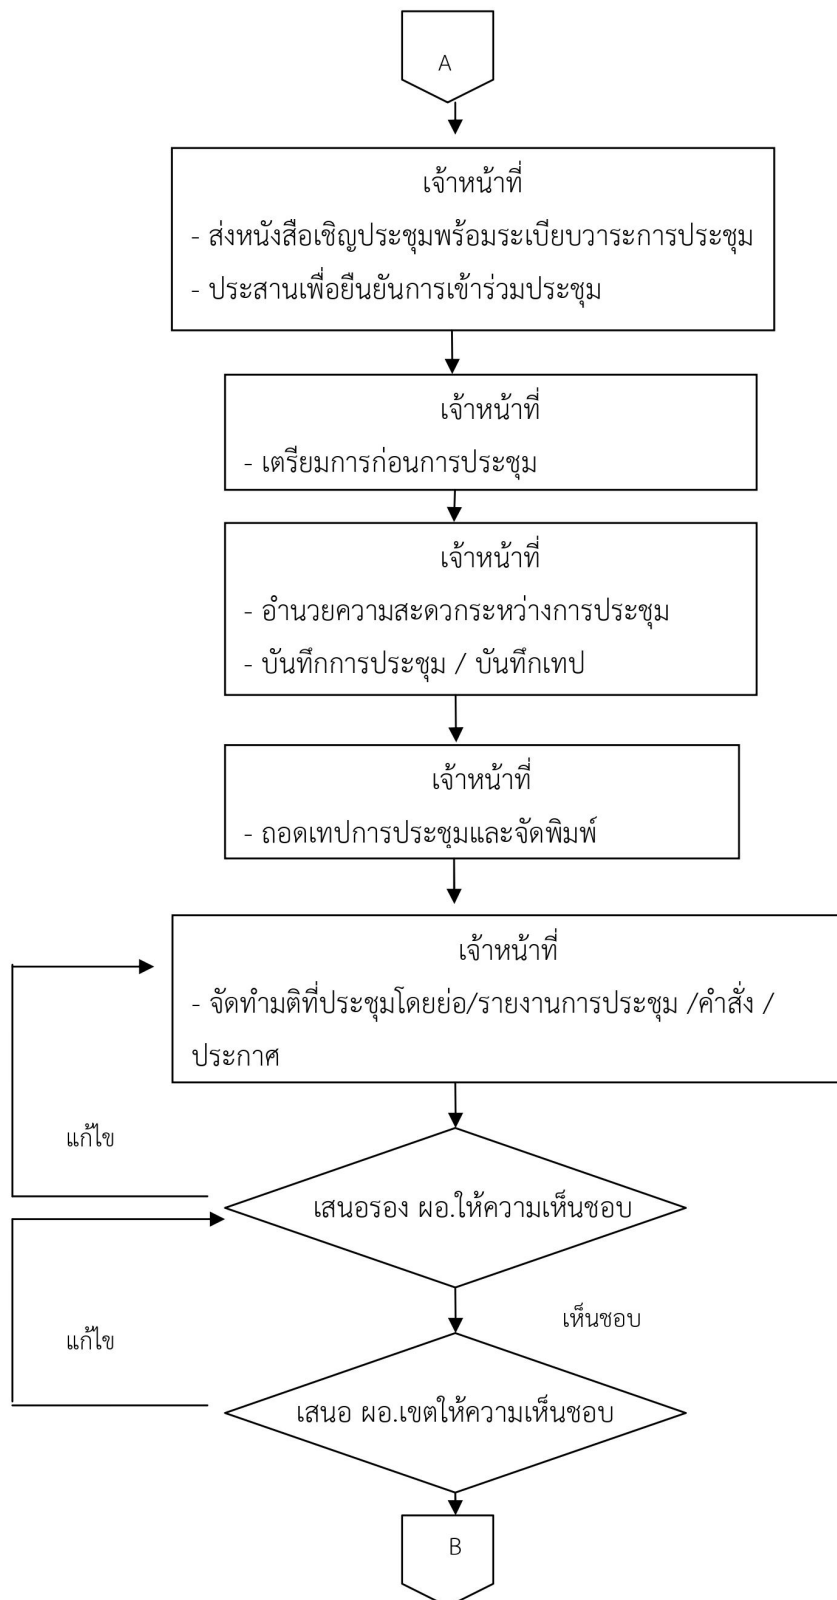 A
เจ้าหน้าที่
- ส่งหนังสือเชิญประชุมพร้อมระเบียบวาระการประชุม
- ประสานเพื่อยืนยันการเข้าร่วมประชุม
เจ้าหน้าที่
- เตรียมการก่อนการประชุม
เจ้าหน้าที่
- อำนวยความสะดวกระหว่างการประชุม
- บันทึกการประชุม / บันทึกเทป
เจ้าหน้าที่
- ถอดเทปการประชุมและจัดพิมพ์
เจ้าหน้าที่
- จัดทำมติที่ประชุมโดยย่อ/รายงานการประชุม /คำสั่ง /
ประกาศ
แก้ไข
เสนอรอง ผอ.ให้ความเห็นชอบ
เห็นชอบ
แก้ไข
เสนอ ผอ.เขตให้ความเห็นชอบ
B